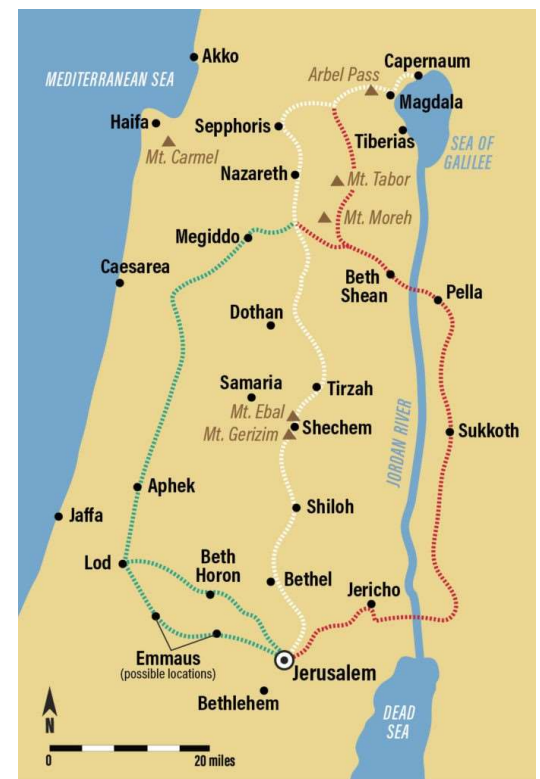 Akko
Capernaum
Arbel Pass
MEDITERRANEAN SEA
Magdala
Haifa
Sepphoris
Tiberias
SEA OF
GALILEE
Mt. Carmel
Nazareth
Mt. Tabor
Mt. Moreh
Megiddo
Caesarea
Beth
Shean
Pella
Dothan
Samaria
Tirzah
Mt. Ebal
Shechem
Mt. Gerizim
Sukkoth
JORDAN RIVER
Aphek
Shiloh
Jaffa
Lod
Beth
Horon
Bethel
Jericho
Emmaus
(possible locations)
Jerusalem
Bethlehem
DEAD
SEA
N
0
20 miles